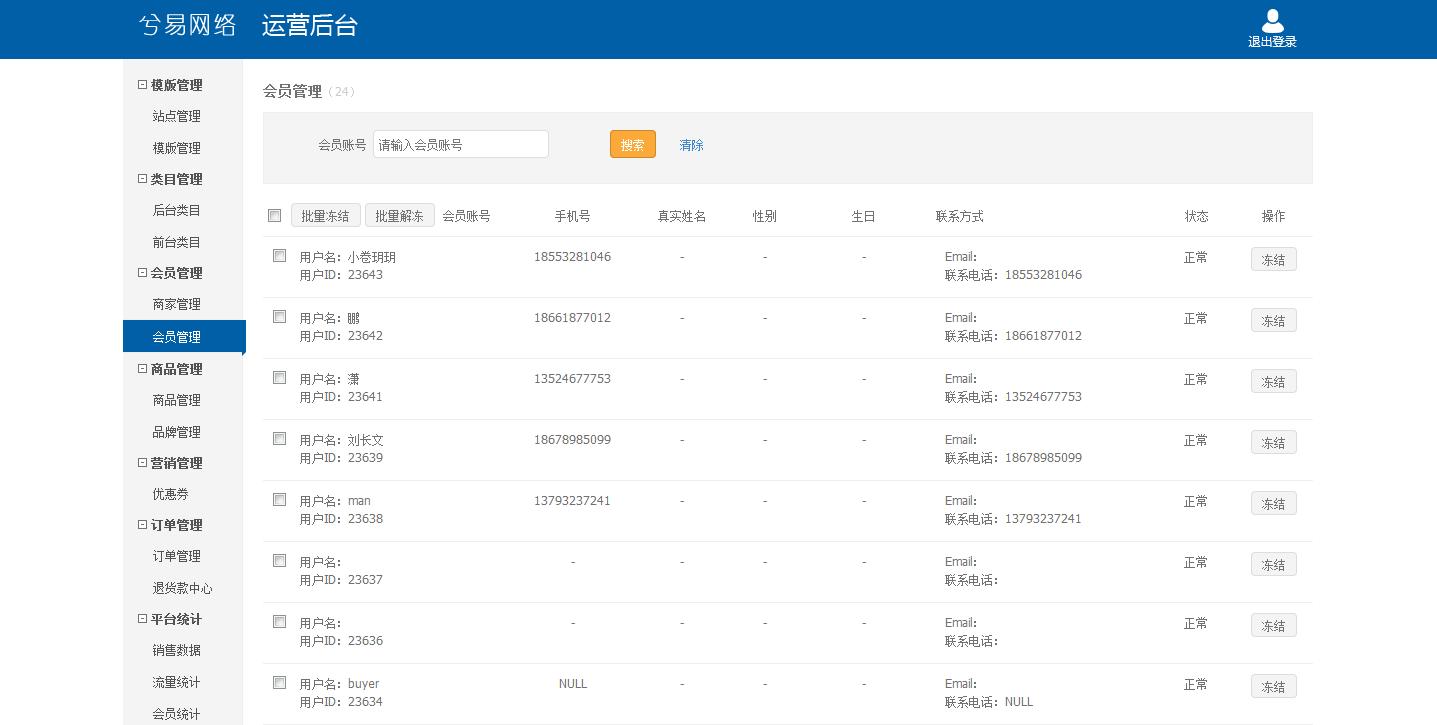 兮易网络 运营后台
退出登录
模版管理
站点管理
模版管理
类目管理
后台类目
前台类目
会员管理
商家管理
会员管理
商品管理
商品管理
品牌管理
营销管理
优惠券
订单管理
订单管理
退货款中心
平台统计
销售数据
流量统计
会员统计
会员管理（24）
会员账号 请输入会员账号 搜索 清除
批量冻结 批量解冻 会员账号 手机号 真实姓名 性别 生日 联系方式 状态 操作
用户名：小卷玥玥 18553281046 - - - Email: 正常 冻结
用户ID：23643 联系电话：18553281046
用户名：鹏 18661877012 - - - Email: 正常 冻结
用户ID：23642 联系电话：18661877012
用户名：潇 13524677753 - - - Email: 正常 冻结
用户ID：23641 联系电话：13524677753
用户名：刘长文 18678985099 - - - Email: 正常 冻结
用户ID：23639 联系电话：18678985099
用户名：man 13793237241 - - - Email: 正常 冻结
用户ID：23638 联系电话：13793237241
用户名： - - - - Email: 正常 冻结
用户ID：23637 联系电话：
用户名： - - - - Email: 正常 冻结
用户ID：23636 联系电话：
用户名：buyer NULL - - - Email: 正常 冻结
用户ID：23634 联系电话：NULL